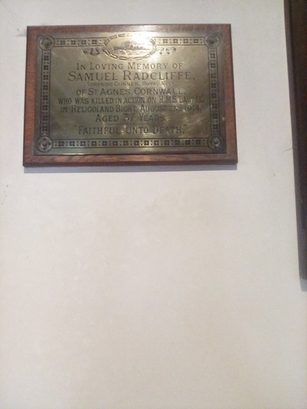 IN LOVING MEMORY OF
SAMUEL RADCLIFFE,
OF ST AGNES, CORNWALL,
WHO WAS KILLED IN ACTION ON H.M.S.
IN HELIGOLAND BIGHT, AUGUST
AGED 37 YEARS
"FAITHFUL UNTO DEATH."